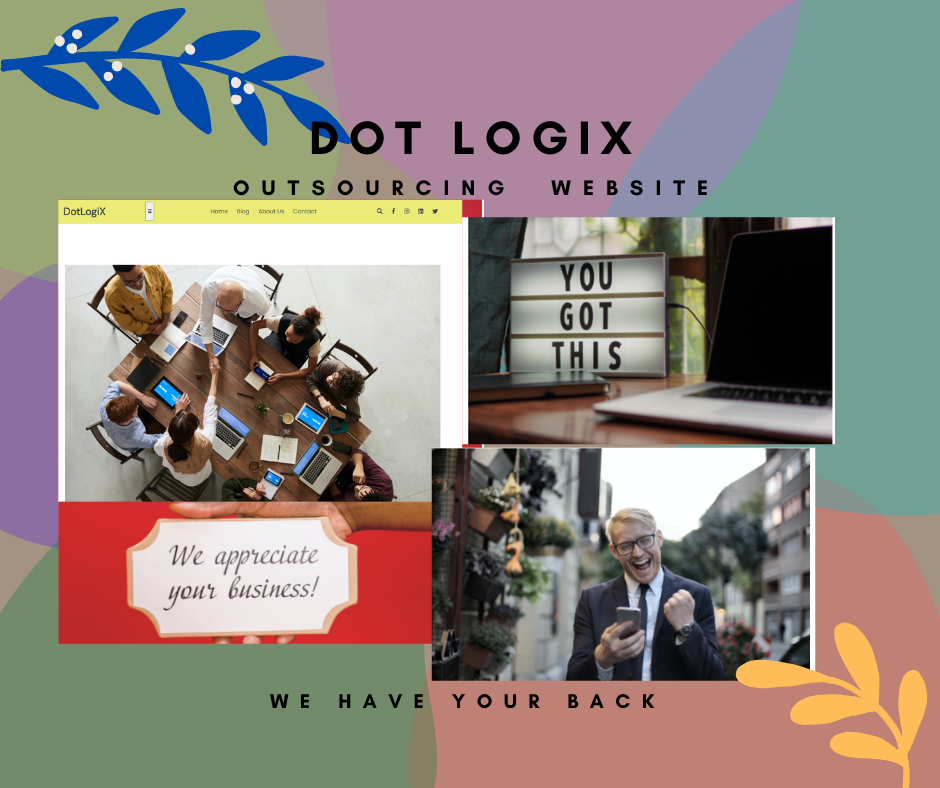 DOT LOGIX
OUTSOURCING WEBSITE
DotLogiX
Home Blog About Us Contact
YOU
GOT
THIS
We appreciate
your business!
WE HAVE YOUR BACK